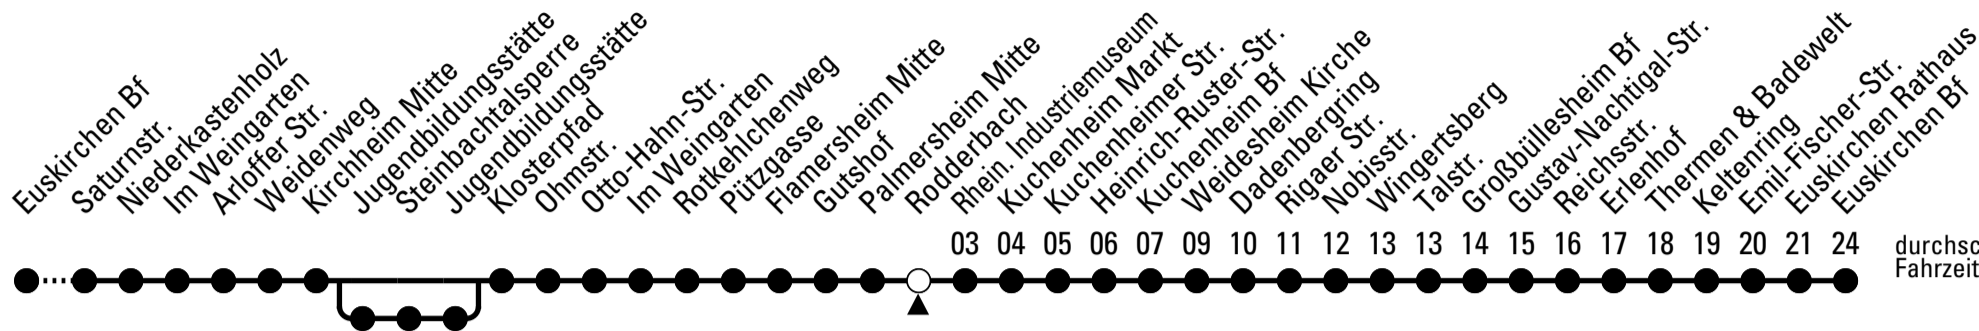 Euskirchen Bf
Saturnstr.
Niederkastenholz
Im Weingarten
Arloffer Str.
Weidenweg
Kirchheim Mitte
Jugendbildungsstätte
Steinbachtalsperre
Jugendbildungsstätte
Klosterpfad
Ohmstr.
Otto-Hahn-Str.
Im Weingarten
Rotkehlchenweg
Pützgasse
Flamersheim Mitte
Gutshof
Palmersheim Mitte
Rodderbach
Rhein. Industriemuseum
Kuchenheim Markt
Kuchenheimer Str.
Heinrich-Ruster-Str.
Kuchenheim Bf
Weidesheim Kirche
Dadenbergring
Rigaer Str.
Nobisstr.
Wingertsberg
Talstr.
Großbüllesheim Bf
Gustav-Nachtigal-Str.
Reichsstr.
Erlenhof
Thermen & Badewelt
Keltenring
Emil-Fischer-Str.
Euskirchen Rathaus
Euskirchen Bf
03 04 05 06 07 09 10 11 12 13 13 14 15 16 17 18 19 20 21 24
durchsc
Fahrzeit